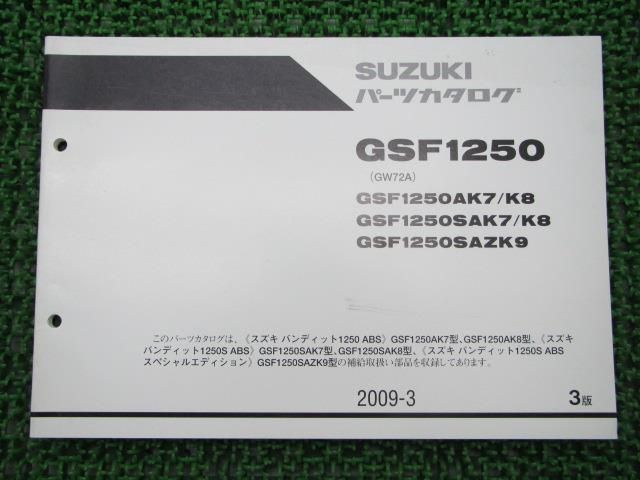 SUZUKI
パーツカタログ
GSF1250
(GW72A)
GSF1250AK7/K8
GSF1250SAK7/K8
GSF1250SAZK9
このパーツカタログは、〈スズキ バンディット1250 ABS〉GSF1250AK7型、GSF1250AK8型、〈スズキ
バンディット1250S ABS〉GSF1250SAK7型、GSF1250SAK8型、〈スズキ バンディット1250S ABS
スペシャルエディション〉GSF1250SAZK9型の補給取扱い部品を収録してあります。
2009-3
3版